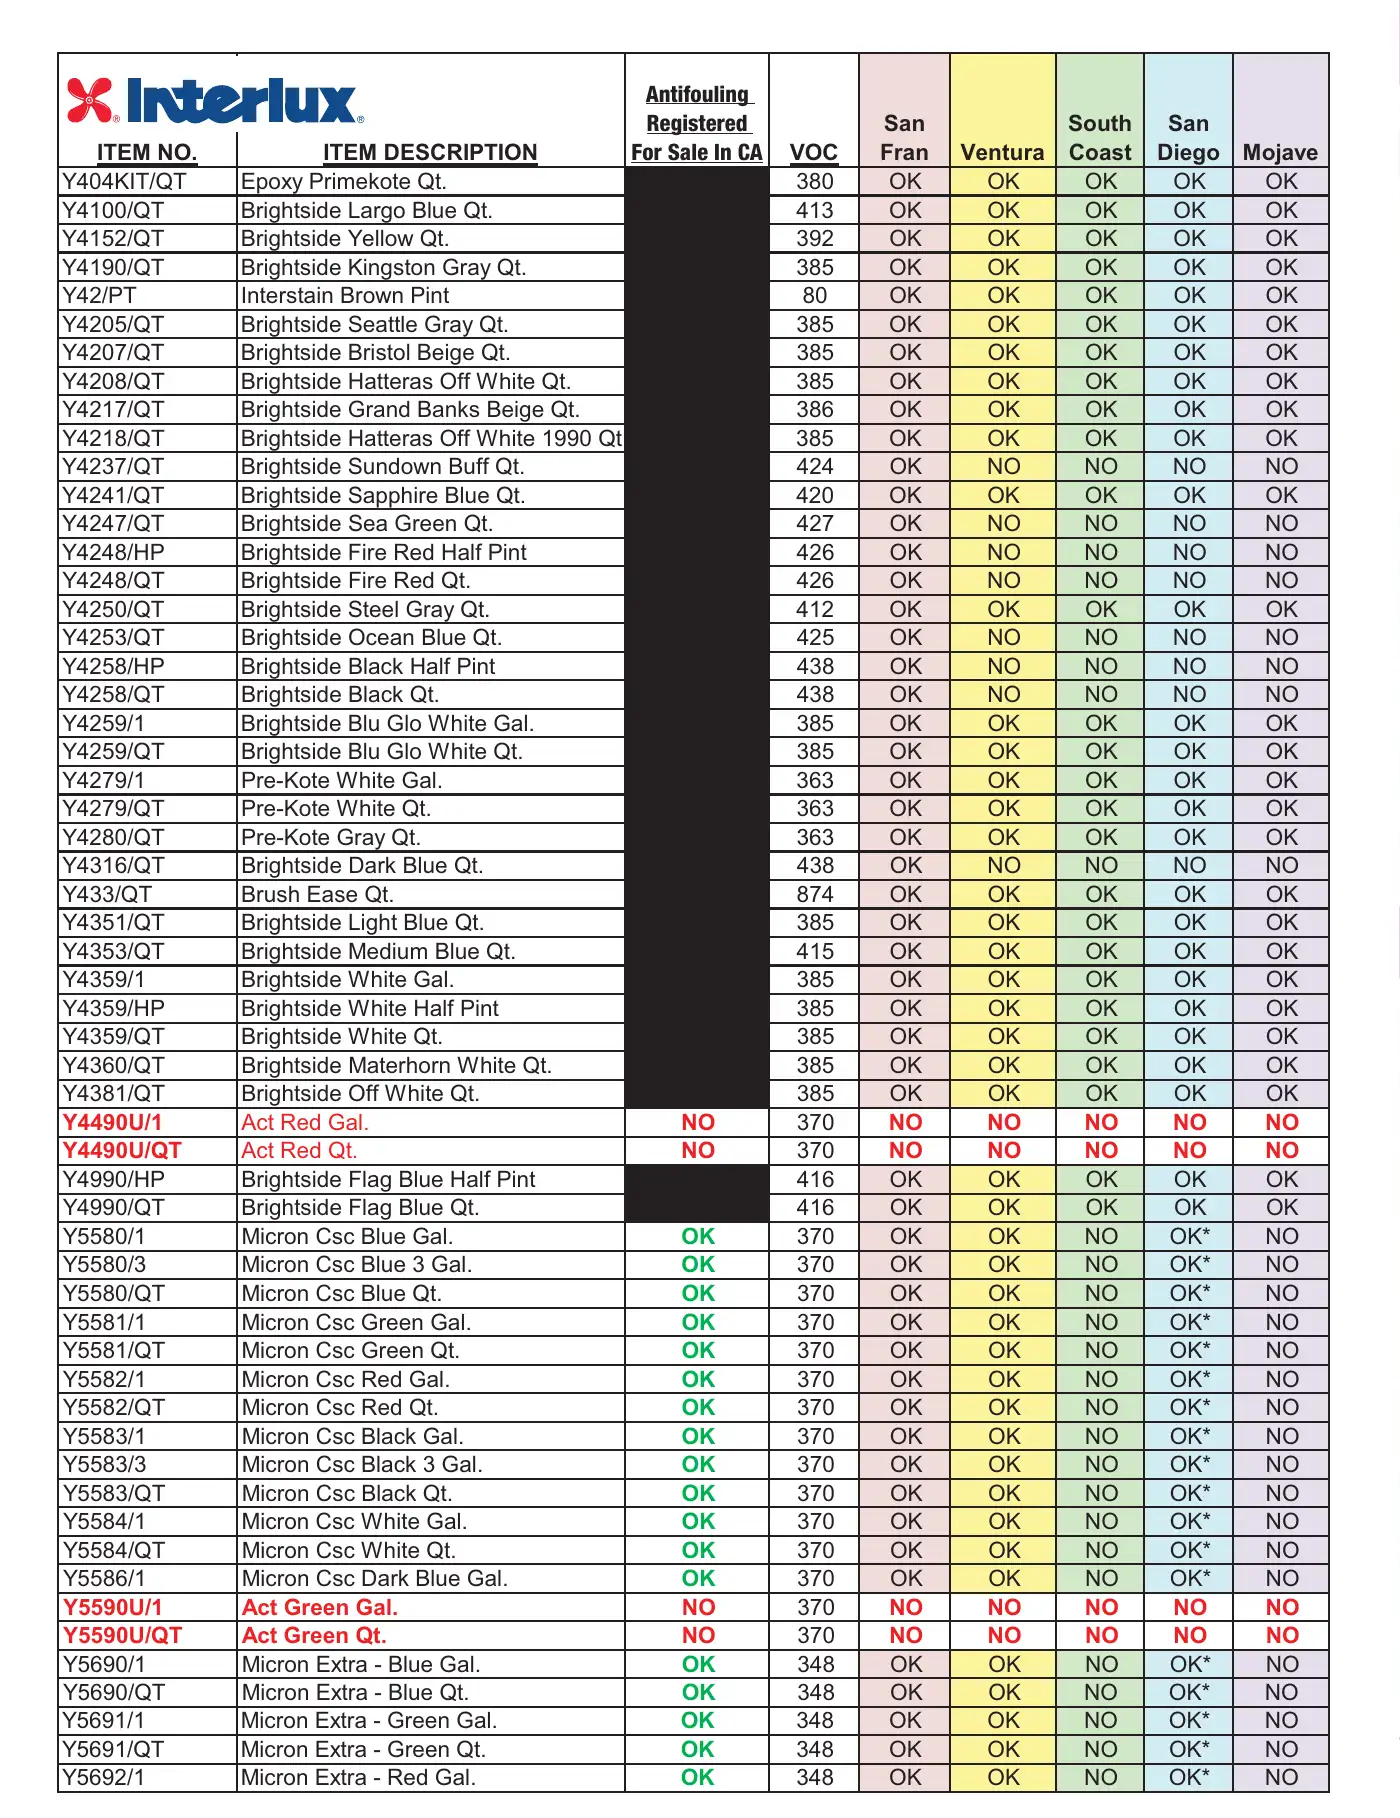 Interlux®
Antifouling
Registered
For Sale In CA
San
Fran
South
Coast
San
Diego
ITEM NO. ITEM DESCRIPTION VOC Ventura Mojave
Y404KIT/QT Epoxy Primekote Qt. 380 OK OK OK OK OK
Y4100/QT Brightside Largo Blue Qt. 413 OK OK OK OK OK
Y4152/QT Brightside Yellow Qt. 392 OK OK OK OK OK
Y4190/QT Brightside Kingston Gray Qt. 385 OK OK OK OK OK
Y42/PT Interstain Brown Pint 80 OK OK OK OK OK
Y4205/QT Brightside Seattle Gray Qt. 385 OK OK OK OK OK
Y4207/QT Brightside Bristol Beige Qt. 385 OK OK OK OK OK
Y4208/QT Brightside Hatteras Off White Qt. 385 OK OK OK OK OK
Y4217/QT Brightside Grand Banks Beige Qt. 386 OK OK OK OK OK
Y4218/QT Brightside Hatteras Off White 1990 Qt 385 OK OK OK OK OK
Y4237/QT Brightside Sundown Buff Qt. 424 OK NO NO NO NO
Y4241/QT Brightside Sapphire Blue Qt. 420 OK OK OK OK OK
Y4247/QT Brightside Sea Green Qt. 427 OK NO NO NO NO
Y4248/HP Brightside Fire Red Half Pint 426 OK NO NO NO NO
Y4248/QT Brightside Fire Red Qt. 426 OK NO NO NO NO
Y4250/QT Brightside Steel Gray Qt. 412 OK OK OK OK OK
Y4253/QT Brightside Ocean Blue Qt. 425 OK NO NO NO NO
Y4258/HP Brightside Black Half Pint 438 OK NO NO NO NO
Y4258/QT Brightside Black Qt. 438 OK NO NO NO NO
Y4259/1 Brightside Blu Glo White Gal. 385 OK OK OK OK OK
Y4259/QT Brightside Blu Glo White Qt. 385 OK OK OK OK OK
Y4279/1 Pre-Kote White Gal. 363 OK OK OK OK OK
Y4279/QT Pre-Kote White Qt. 363 OK OK OK OK OK
Y4280/QT Pre-Kote Gray Qt. 363 OK OK OK OK OK
Y4316/QT Brightside Dark Blue Qt. 438 OK NO NO NO NO
Y433/QT Brush Ease Qt. 874 OK OK OK OK OK
Y4351/QT Brightside Light Blue Qt. 385 OK OK OK OK OK
Y4353/QT Brightside Medium Blue Qt. 415 OK OK OK OK OK
Y4359/1 Brightside White Gal. 385 OK OK OK OK OK
Y4359/HP Brightside White Half Pint 385 OK OK OK OK OK
Y4359/QT Brightside White Qt. 385 OK OK OK OK OK
Y4360/QT Brightside Materhorn White Qt. 385 OK OK OK OK OK
Y4381/QT Brightside Off White Qt. 385 OK OK OK OK OK
Y4490U/1 Act Red Gal. NO 370 NO NO NO NO NO
Y4490U/QT Act Red Qt. NO 370 NO NO NO NO NO
Y4990/HP Brightside Flag Blue Half Pint 416 OK OK OK OK OK
Y4990/QT Brightside Flag Blue Qt. 416 OK OK OK OK OK
Y5580/1 Micron Csc Blue Gal. OK 370 OK OK NO OK* NO
Y5580/3 Micron Csc Blue 3 Gal. OK 370 OK OK NO OK* NO
Y5580/QT Micron Csc Blue Qt. OK 370 OK OK NO OK* NO
Y5581/1 Micron Csc Green Gal. OK 370 OK OK NO OK* NO
Y5581/QT Micron Csc Green Qt. OK 370 OK OK NO OK* NO
Y5582/1 Micron Csc Red Gal. OK 370 OK OK NO OK* NO
Y5582/QT Micron Csc Red Qt. OK 370 OK OK NO OK* NO
Y5583/1 Micron Csc Black Gal. OK 370 OK OK NO OK* NO
Y5583/3 Micron Csc Black 3 Gal. OK 370 OK OK NO OK* NO
Y5583/QT Micron Csc Black Qt. OK 370 OK OK NO OK* NO
Y5584/1 Micron Csc White Gal. OK 370 OK OK NO OK* NO
Y5584/QT Micron Csc White Qt. OK 370 OK OK NO OK* NO
Y5586/1 Micron Csc Dark Blue Gal. OK 370 OK OK NO OK* NO
Y5590U/1 Act Green Gal. NO 370 NO NO NO NO NO
Y5590U/QT Act Green Qt. NO 370 NO NO NO NO NO
Y5690/1 Micron Extra - Blue Gal. OK 348 OK OK NO OK* NO
Y5690/QT Micron Extra - Blue Qt. OK 348 OK OK NO OK* NO
Y5691/1 Micron Extra - Green Gal. OK 348 OK OK NO OK* NO
Y5691/QT Micron Extra - Green Qt. OK 348 OK OK NO OK* NO
Y5692/1 Micron Extra - Red Gal. OK 348 OK OK NO OK* NO